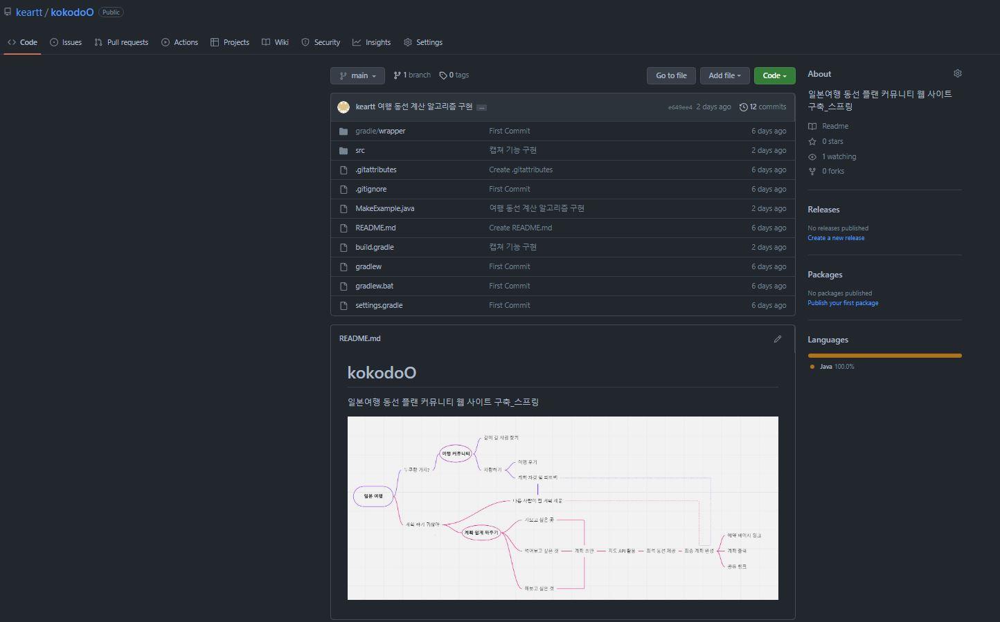 keartt / kokodoO Public
Code Issues Pull requests Actions Projects Wiki Security Insights Settings
main 1 branch 0 tags Go to file Add file Code
keartt 여행 동선 계산 알고리즘 구현 ... e649ee4 2 days ago 12 commits
gradle/wrapper First Commit 6 days ago
src 캡쳐 기능 구현 2 days ago
.gitattributes Create .gitattributes 6 days ago
.gitignore First Commit 6 days ago
MakeExample.java 여행 동선 계산 알고리즘 구현 2 days ago
README.md Create README.md 6 days ago
build.gradle 캡쳐 기능 구현 2 days ago
gradlew First Commit 6 days ago
gradlew.bat First Commit 6 days ago
settings.gradle First Commit 6 days ago
README.md
kokodoO
일본여행 동선 플랜 커뮤니티 웹 사이트 구축_스프링
같이 갈 사람 찾기
여행 커뮤니티
여행 후기
누구랑 가지?
자랑하기
계획 자랑 및 피드백
일본 여행
다른 사람이 짠 계획 제공
가보고 싶은 곳
계획 짜기 귀찮아
계획 쉽게 짜주기
예약 페이지 링크
먹어보고 싶은 것
계획 초안
지도 API 활용
최적 동선 제공
최종 계획 완성
계획 출력
공유 링크
해보고 싶은 것
About
일본여행 동선 플랜 커뮤니티 웹 사이트
구축_스프링
Readme
0 stars
1 watching
0 forks
Releases
No releases published
Create a new release
Packages
No packages published
Publish your first package
Languages
Java 100.0%